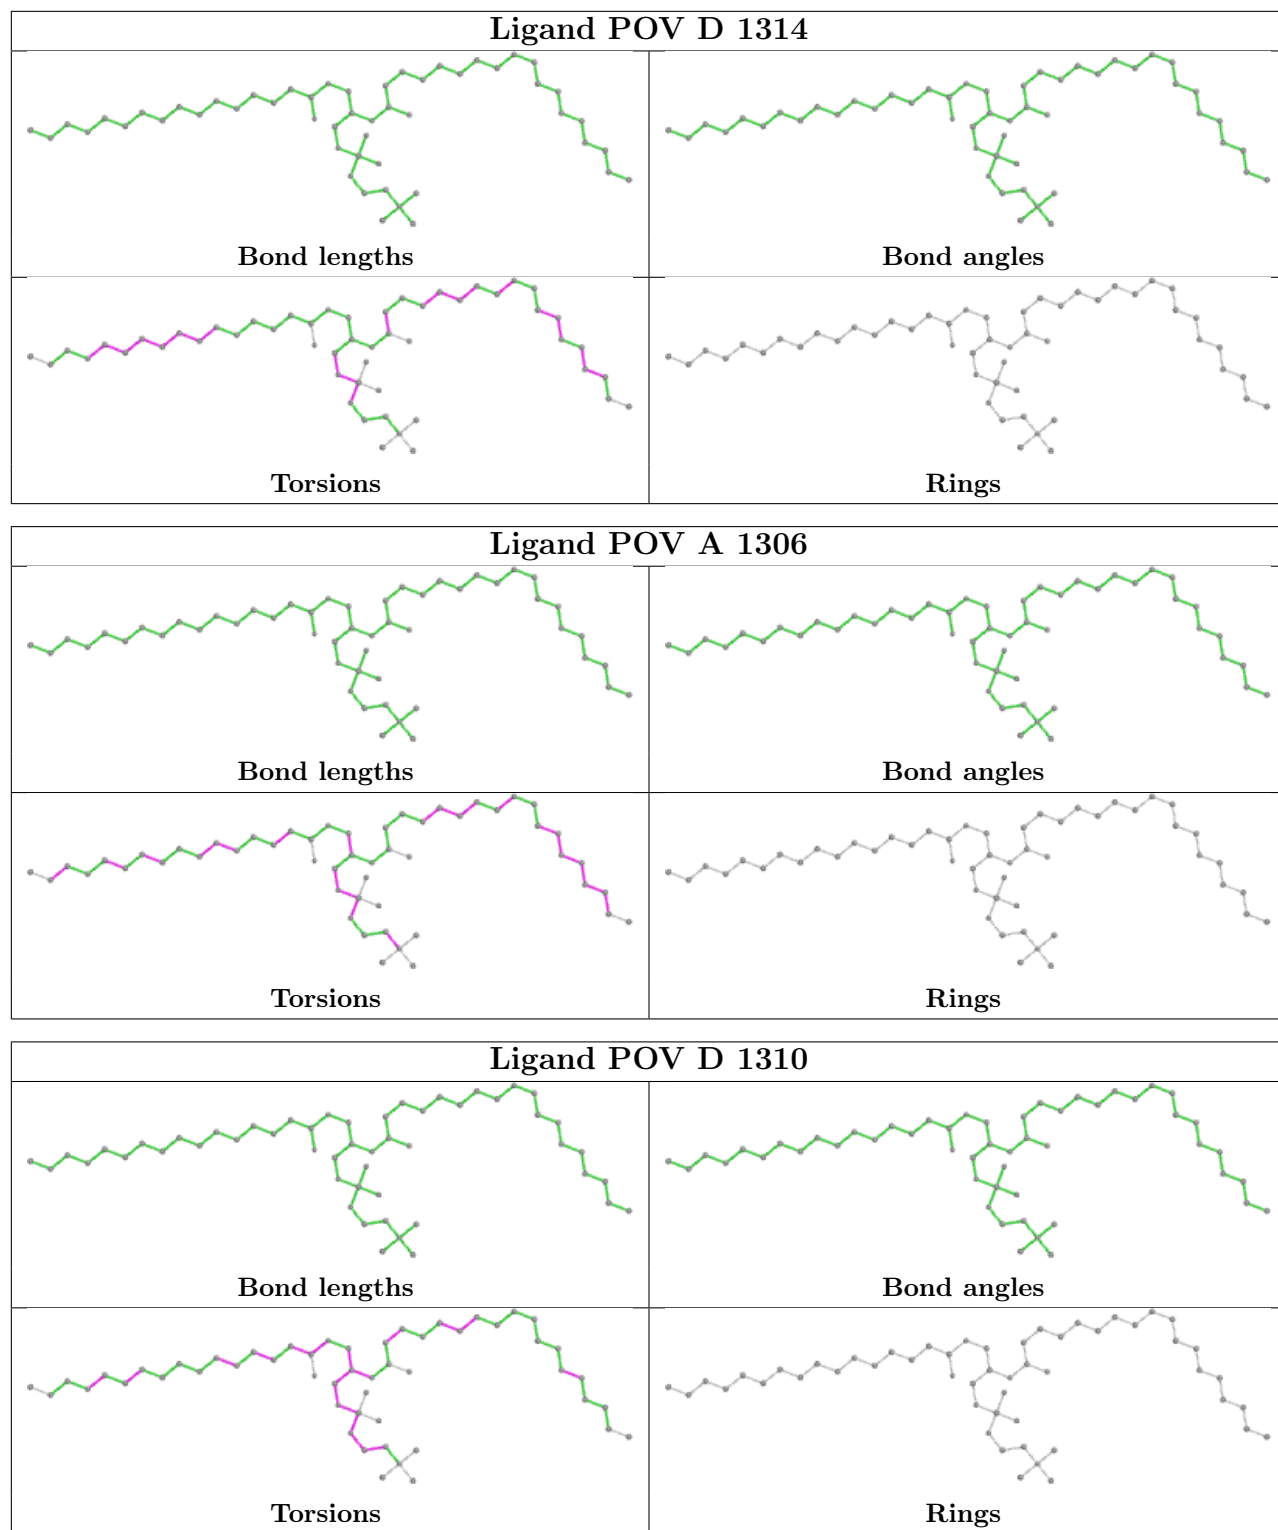 Ligand POV D 1314
Bond lengths
Bond angles
Torsions
Rings
Ligand POV A 1306
Bond lengths
Bond angles
Torsions
Rings
Ligand POV D 1310
Bond lengths
Bond angles
Torsions
Rings